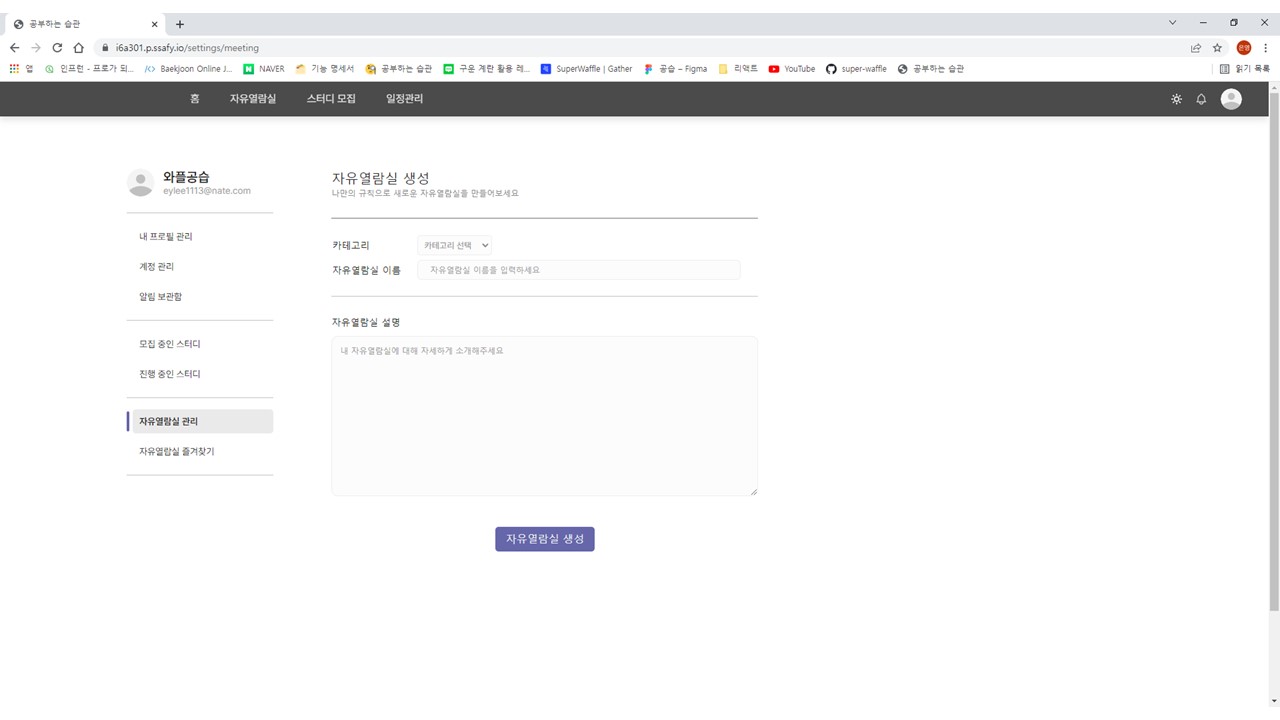 공부하는 습관
i6a301.p.ssafy.io/settings/meeting
은영
앱 인프런 - 프로가 되... Baekjoon Online J... NAVER 기능 명세서 공부하는 습관 구운 계란 활용 레... SuperWaffle | Gather 공습 – Figma 리액트 YouTube super-waffle 공부하는 습관 읽기 목록
홈 자유열람실 스터디 모집 일정관리
와플공습
eylee1113@nate.com
내 프로필 관리
계정 관리
알림 보관함
모집 중인 스터디
진행 중인 스터디
자유열람실 관리
자유열람실 즐겨찾기
자유열람실 생성
나만의 규칙으로 새로운 자유열람실을 만들어보세요
카테고리 카테고리 선택
자유열람실 이름 자유열람실 이름을 입력하세요
자유열람실 설명
내 자유열람실에 대해 자세하게 소개해주세요
자유열람실 생성